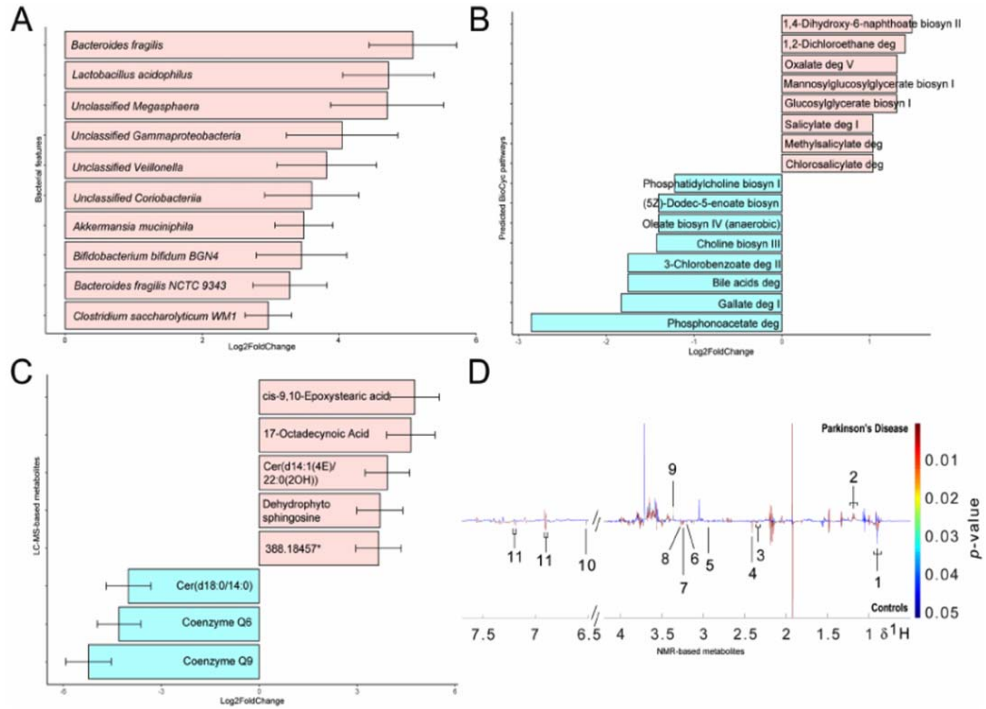 A
Bacterial features
Bacteroides fragilis
Lactobacillus acidophilus
Unclassified Megasphaera
Unclassified Gammaproteobacteria
Unclassified Veillonella
Unclassified Coriobacteriia
Akkermansia muciniphila
Bifidobacterium bifidum BGN4
Bacteroides fragilis NCTC 9343
Clostridium saccharolyticum WM1
0 2 4 6
Log2FoldChange
B
Predicted BioCyc pathways
1,4-Dihydroxy-6-naphthoate biosyn II
1,2-Dichloroethane deg
Oxalate deg V
Mannosylglucosylglycerate biosyn I
Glucosylglycerate biosyn I
Salicylate deg I
Methylsalicylate deg
Chlorosalicylate deg
Phosphatidylcholine biosyn I
(5Z)-Dodec-5-enoate biosyn
Oleate biosyn IV (anaerobic)
Choline biosyn III
3-Chlorobenzoate deg II
Bile acids deg
Gallate deg I
Phosphonoacetate deg
-3 -2 -1 0 1
Log2FoldChange
C
LC-MS-based metabolites
cis-9,10-Epoxystearic acid
17-Octadecynoic Acid
Cer(d14:1(4E)/
22:0(2OH))
Dehydrophyto
sphingosine
388.18457*
Cer(d18:0/14:0)
Coenzyme Q6
Coenzyme Q9
-6 -3 0 3 6
Log2FoldChange
D
Parkinson's Disease
9 2
11 11 10 8 7 6 5 4 3 1
Controls
7.5 7 6.5 4 3.5 3 2.5 2 1.5 1 δ1H
NMR-based metabolites
0.01
0.02
0.03
0.04
0.05
p-value